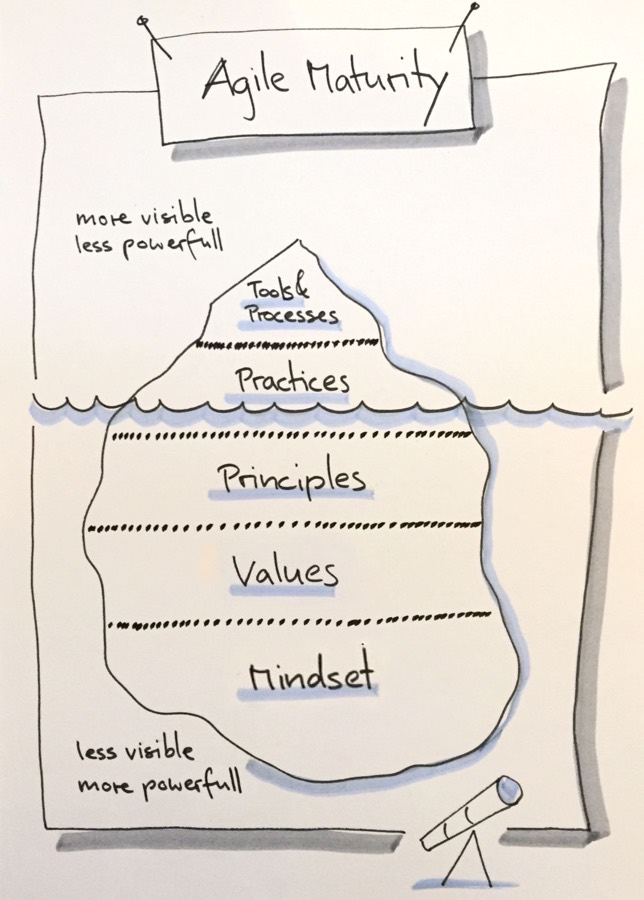 Agile Maturity
more visible
less powerfull
Tools &
Processes
Practices
Principles
Values
Mindset
less visible
more powerfull